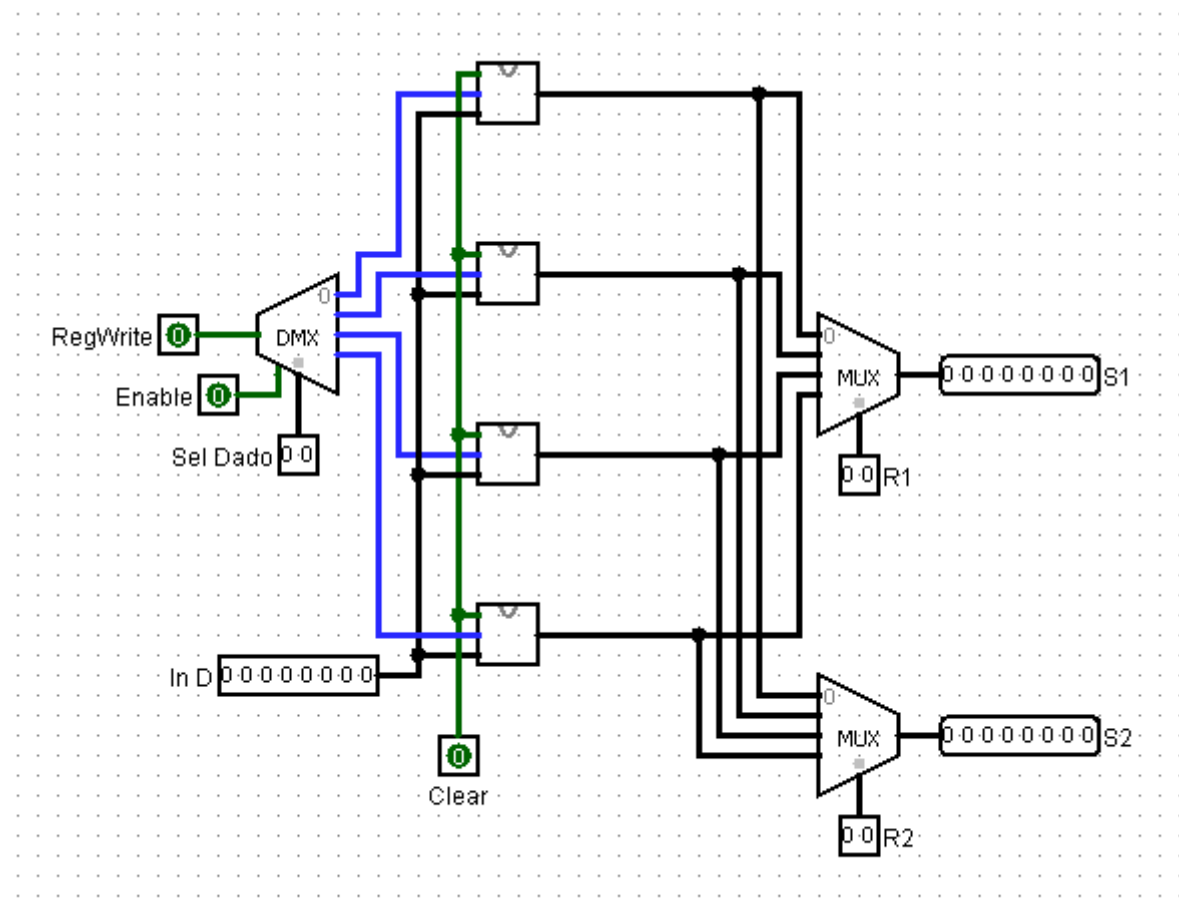 0
RegWrite 0
DMX
Enable 0
Sel Dado 0 0
In D 0 0 0 0 0 0 0 0
0
Clear
0
MUX
0 0 0 0 0 0 0 0 S1
0 0 R1
0
MUX
0 0 0 0 0 0 0 0 S2
0 0 R2